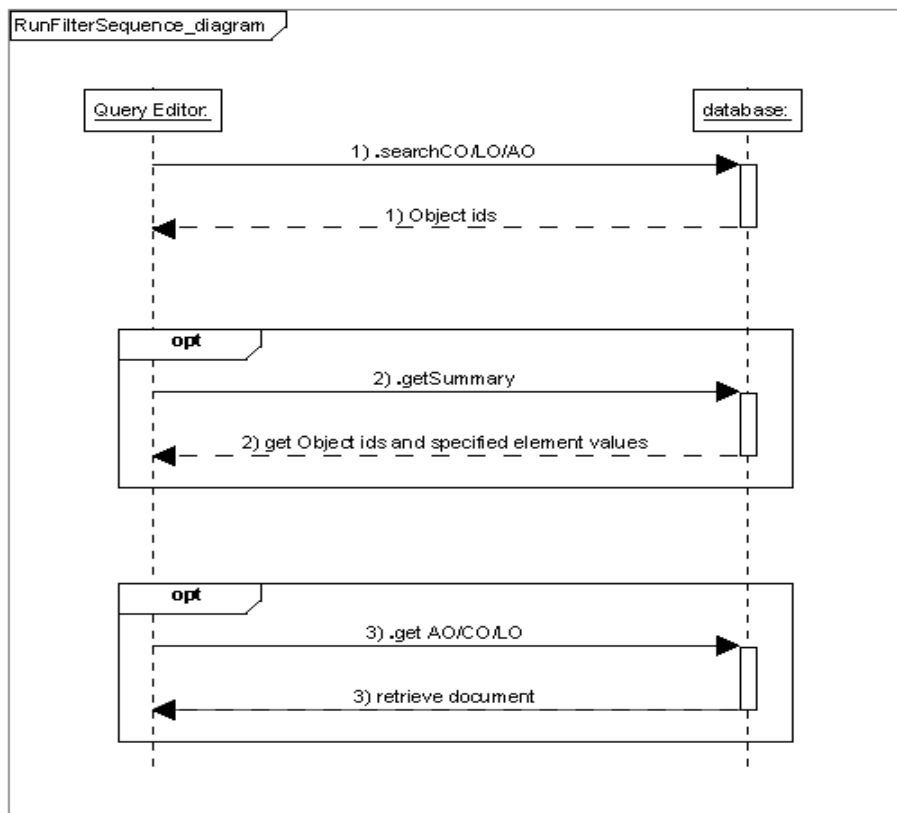 RunFilterSequence_diagram
Query Editor:
database:
1) .searchCO/LO/AO
1) Object ids
opt
2) .getSummary
2) get Object ids and specified element values
opt
3) .get AO/CO/LO
3) retrieve document